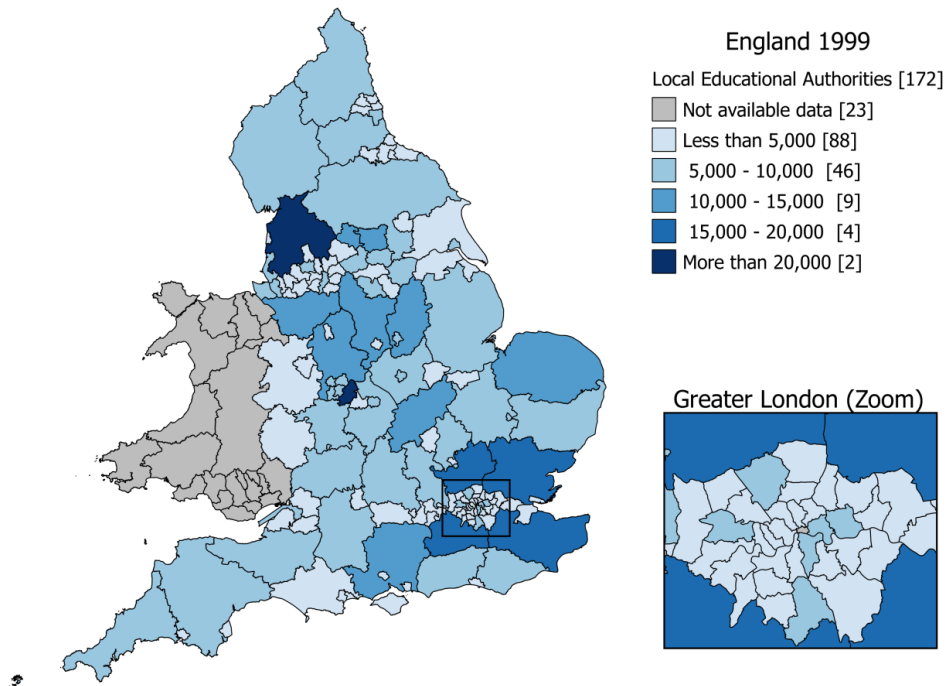 England 1999
Local Educational Authorities [172]
Not available data [23]
Less than 5,000 [88]
5,000 - 10,000 [46]
10,000 - 15,000 [9]
15,000 - 20,000 [4]
More than 20,000 [2]
Greater London (Zoom)